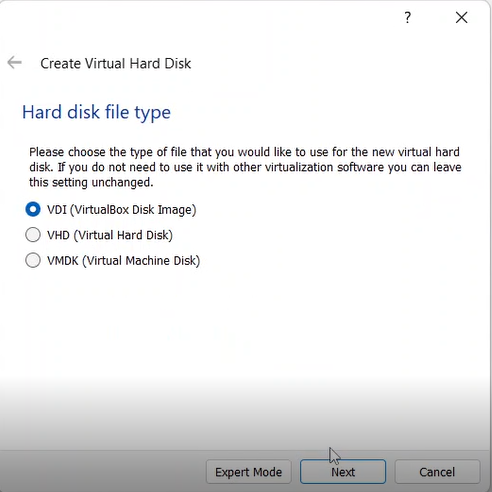 ?
Create Virtual Hard Disk
Hard disk file type
Please choose the type of file that you would like to use for the new virtual hard
disk. If you do not need to use it with other virtualization software you can leave
this setting unchanged.
VDI (VirtualBox Disk Image)
VHD (Virtual Hard Disk)
VMDK (Virtual Machine Disk)
Expert Mode Next Cancel